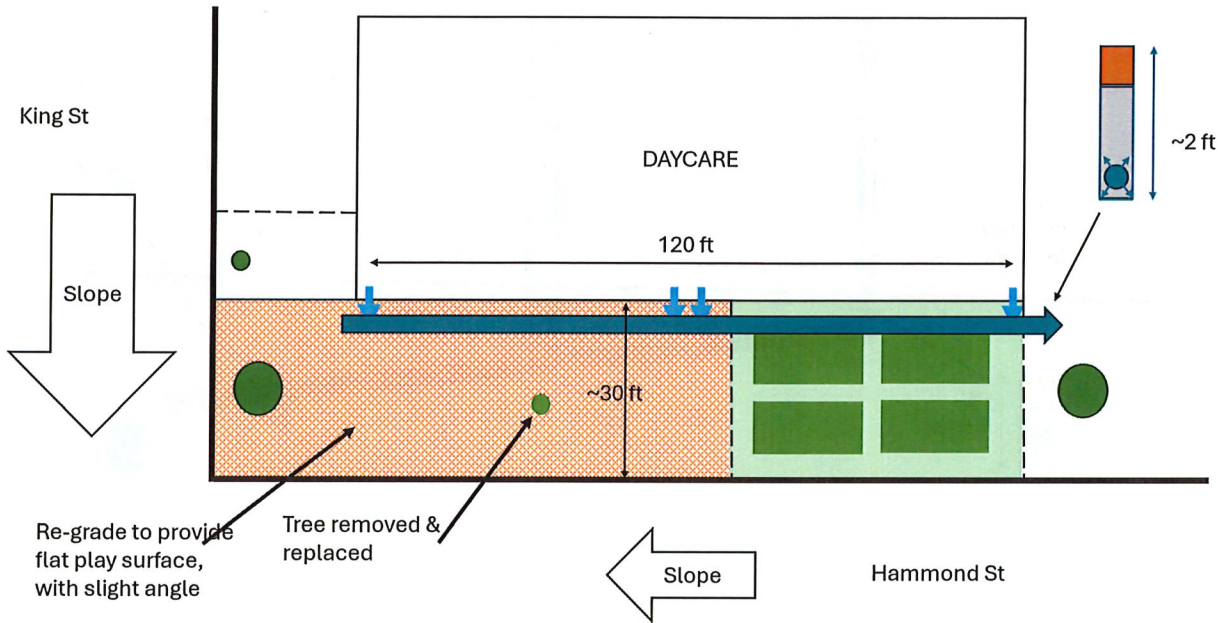 King St
DAYCARE
~2 ft
120 ft
Slope
~30 ft
Re-grade to provide
flat play surface,
with slight angle
Tree removed &
replaced
Slope
Hammond St